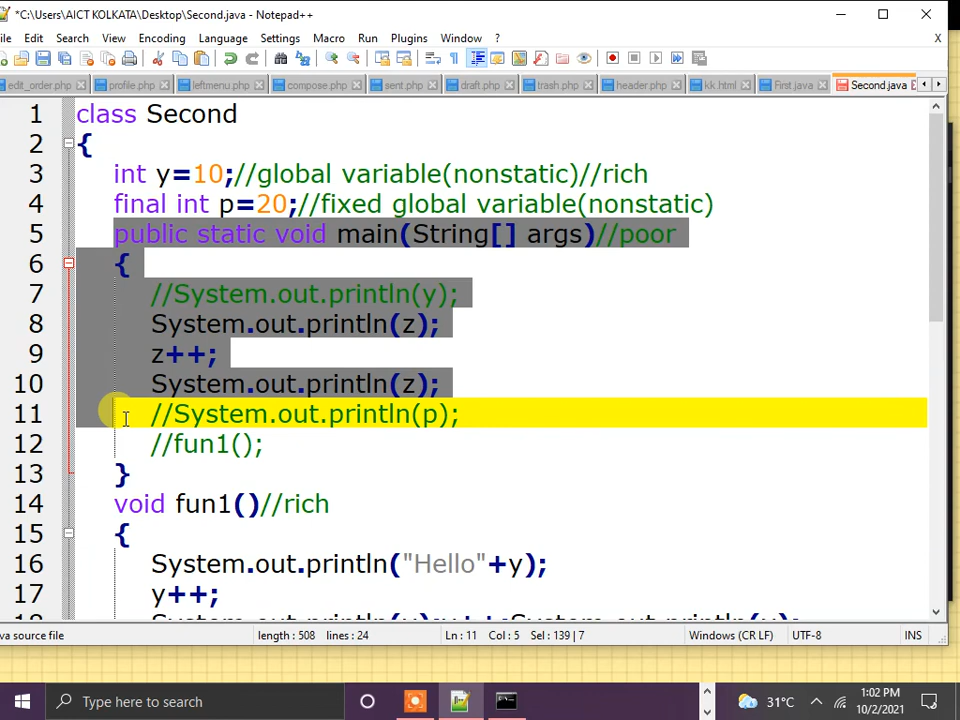 *C:\Users\AICT KOLKATA\Desktop\Second.java - Notepad++
ile Edit Search View Encoding Language Settings Macro Run Plugins Window ? X
edit_order.php profile.php leftmenu.php compose.php sent.php draft.php trash.php header.php kk.html First.java Second.java
1 class Second
2 {
3 int y=10;//global variable(nonstatic)//rich
4 final int p=20;//fixed global variable(nonstatic)
5 public static void main(String[] args)//poor
6 {
7 //System.out.println(y);
8 System.out.println(z);
9 z++;
10 System.out.println(z);
11 //System.out.println(p);
12 //fun1();
13 }
14 void fun1()//rich
15 {
16 System.out.println("Hello"+y);
17 y++;
va source file length : 508 lines : 24 Ln : 11 Col : 5 Sel : 139 | 7 Windows (CR LF) UTF-8 INS
Type here to search 31°C 1:02 PM
10/2/2021